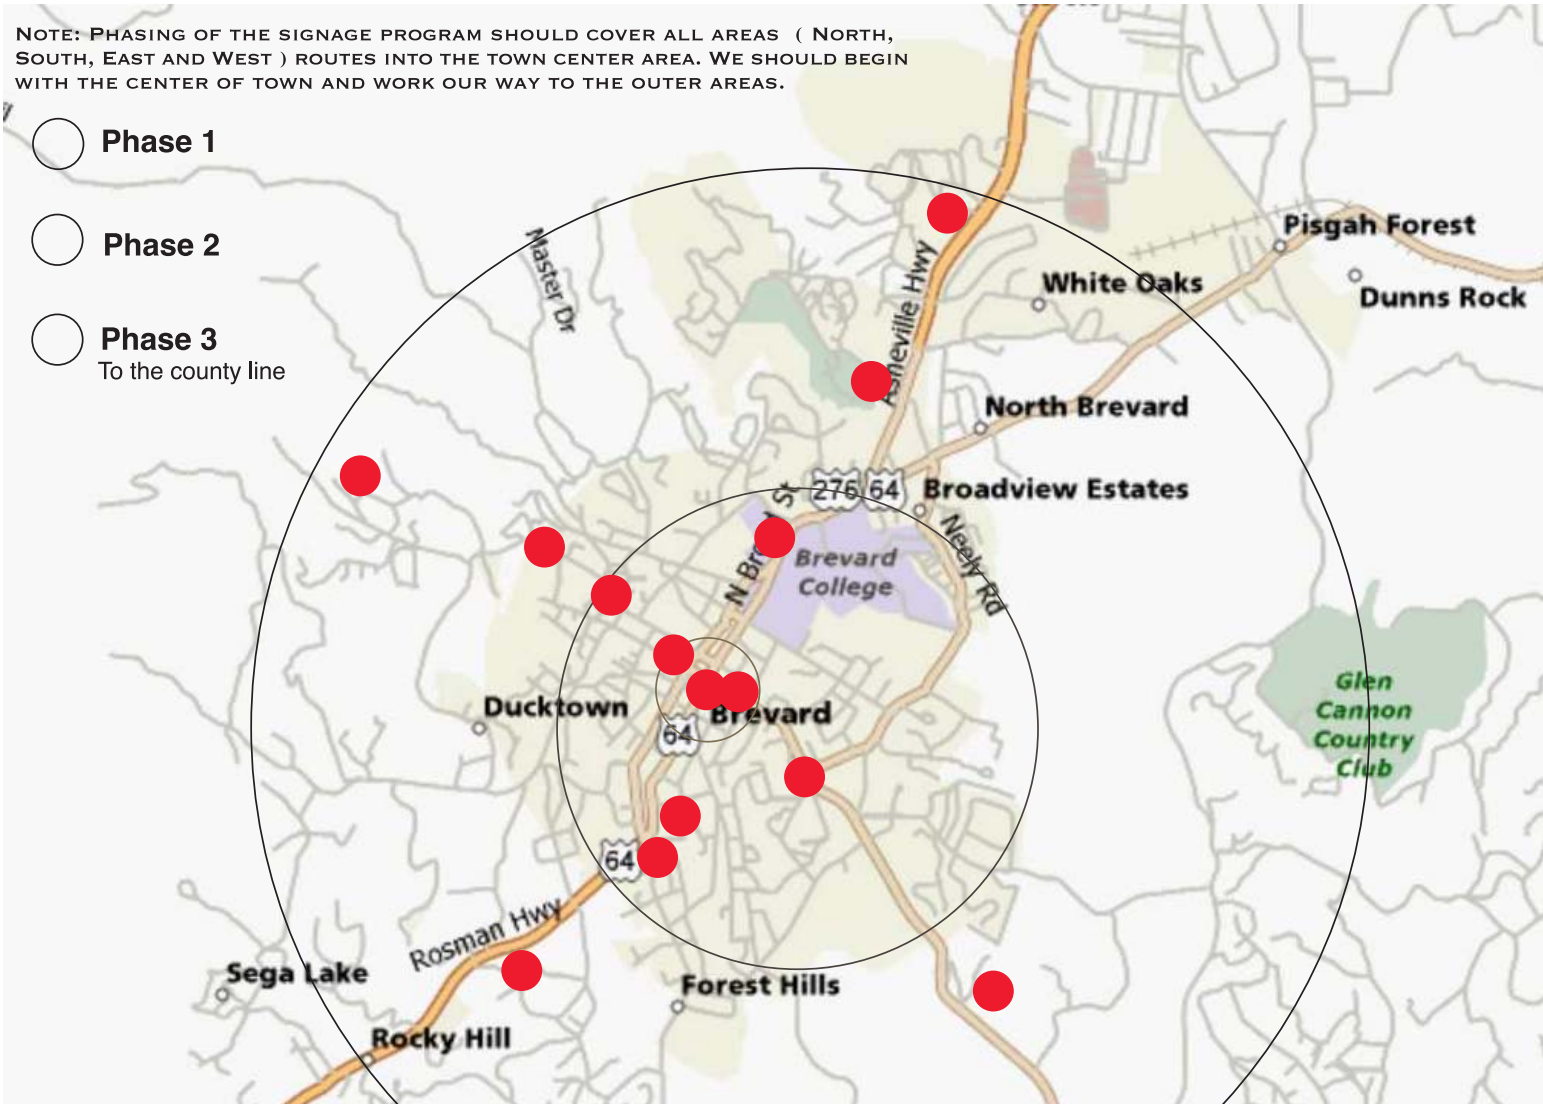 NOTE: PHASING OF THE SIGNAGE PROGRAM SHOULD COVER ALL AREAS ( NORTH,
SOUTH, EAST AND WEST ) ROUTES INTO THE TOWN CENTER AREA. WE SHOULD BEGIN
WITH THE CENTER OF TOWN AND WORK OUR WAY TO THE OUTER AREAS.
Phase 1
Phase 2
Phase 3
To the county line
Master Dr
Asheville Hwy
Pisgah Forest
White Oaks
Dunns Rock
North Brevard
276 64
Broadview Estates
Neely Rd
Brevard
College
Ducktown
Brevard
64
Glen
Cannon
Country
Club
64
Rosman Hwy
Sega Lake
Forest Hills
Rocky Hill